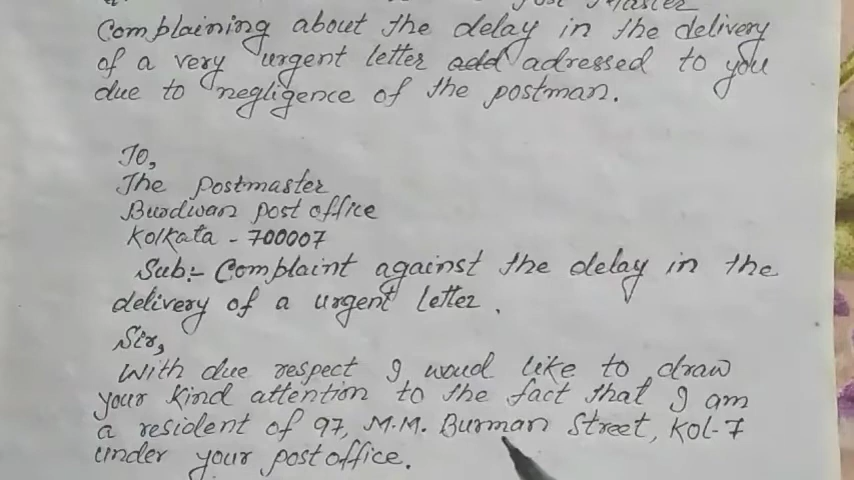 Complaining about the delay in the delivery
of a very urgent letter add adressed to you
due to negligence of the postman.
To,
The Postmaster
Burdwan post office
Kolkata - 700007
Sub:- Complaint against the delay in the
delivery of a urgent letter.
Sir,
With due respect I woud like to draw
your kind attention to the fact that I am
a resident of 97, M.M. Burman Street, Kol-7
under your post office.